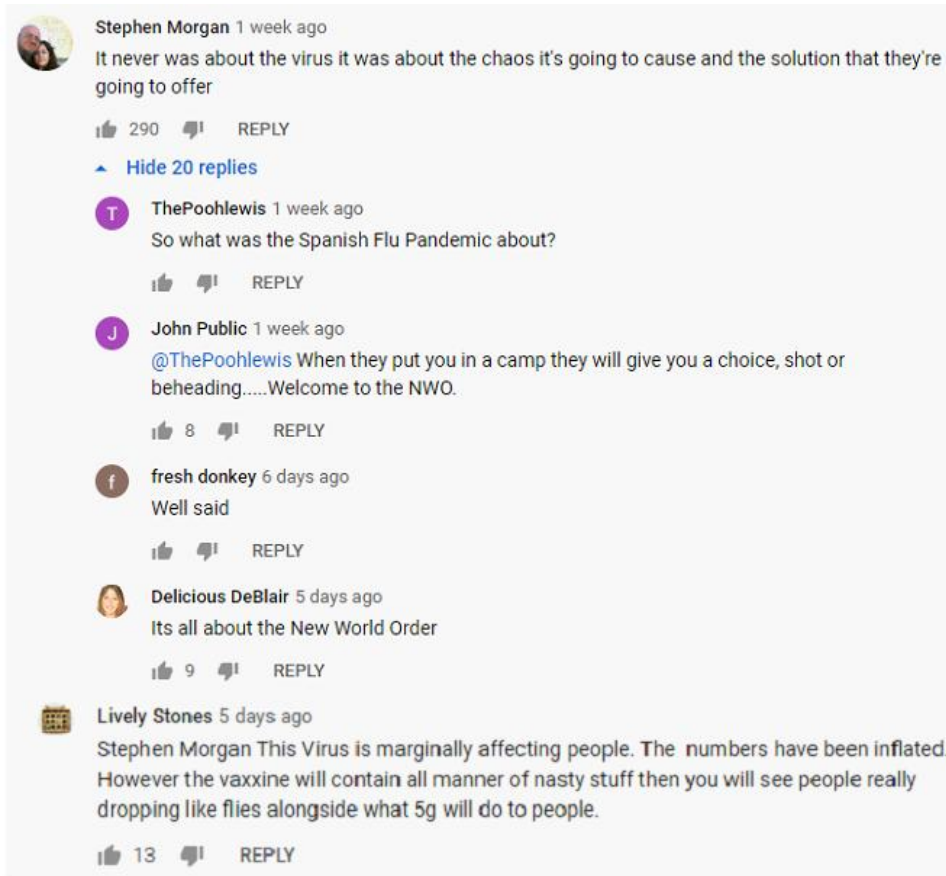 Stephen Morgan 1 week ago
It never was about the virus it was about the chaos it's going to cause and the solution that they're
going to offer
290 REPLY
Hide 20 replies
T
ThePoohlewis 1 week ago
So what was the Spanish Flu Pandemic about?
REPLY
J
John Public 1 week ago
@ThePoohlewis When they put you in a camp they will give you a choice, shot or
beheading.....Welcome to the NWO.
8 REPLY
f
fresh donkey 6 days ago
Well said
REPLY
Delicious DeBlair 5 days ago
Its all about the New World Order
9 REPLY
Lively Stones 5 days ago
Stephen Morgan This Virus is marginally affecting people. The numbers have been inflated.
However the vaxxine will contain all manner of nasty stuff then you will see people really
dropping like flies alongside what 5g will do to people.
13 REPLY